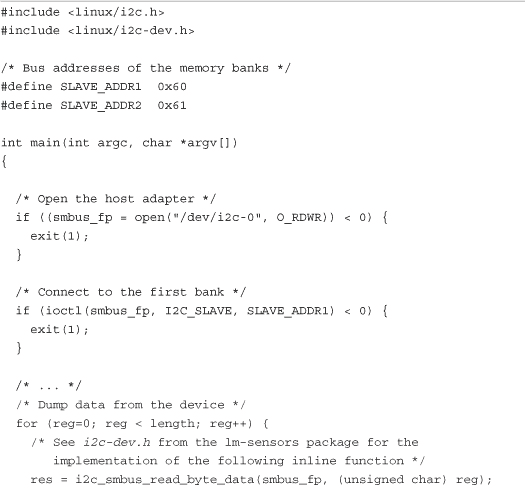 #include <linux/i2c.h>
#include <linux/i2c-dev.h>

/* Bus addresses of the memory banks */
#define SLAVE_ADDR1  0x60
#define SLAVE_ADDR2  0x61

int main(int argc, char *argv[])
{

  /* Open the host adapter */
  if ((smbus_fp = open("/dev/i2c-0", O_RDWR)) < 0) {
    exit(1);
  }

  /* Connect to the first bank */
  if (ioctl(smbus_fp, I2C_SLAVE, SLAVE_ADDR1) < 0) {
    exit(1);
  }

  /* ... */
  /* Dump data from the device */
  for (reg=0; reg < length; reg++) {
    /* See i2c-dev.h from the lm-sensors package for the
       implementation of the following inline function */
    res = i2c_smbus_read_byte_data(smbus_fp, (unsigned char) reg);